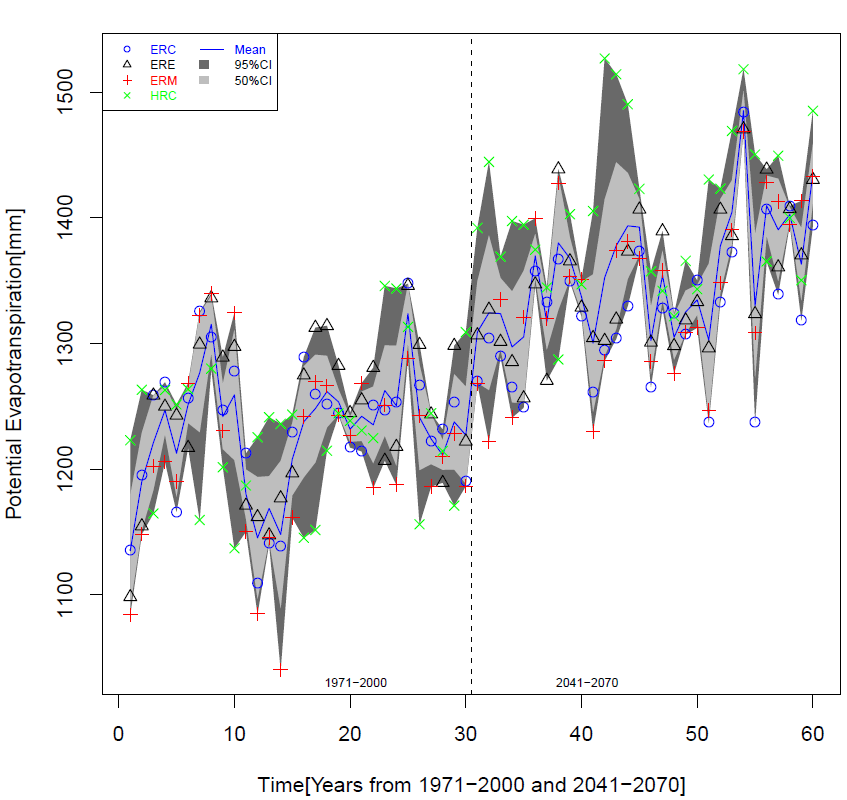 ERC Mean
ERE 95%CI
ERM 50%CI
HRC
Potential Evapotranspiration[mm]
1500
1400
1300
1200
1100
1971−2000 2041−2070
0 10 20 30 40 50 60
Time[Years from 1971−2000 and 2041−2070]